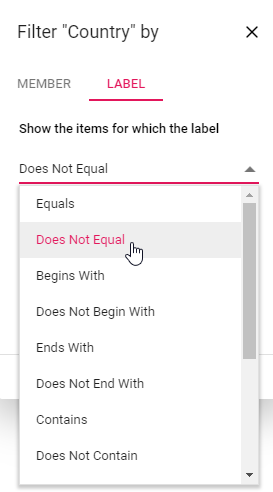 Filter "Country" by
MEMBER LABEL
Show the items for which the label
Does Not Equal
Equals
Does Not Equal
Begins With
Does Not Begin With
Ends With
Does Not End With
Contains
Does Not Contain